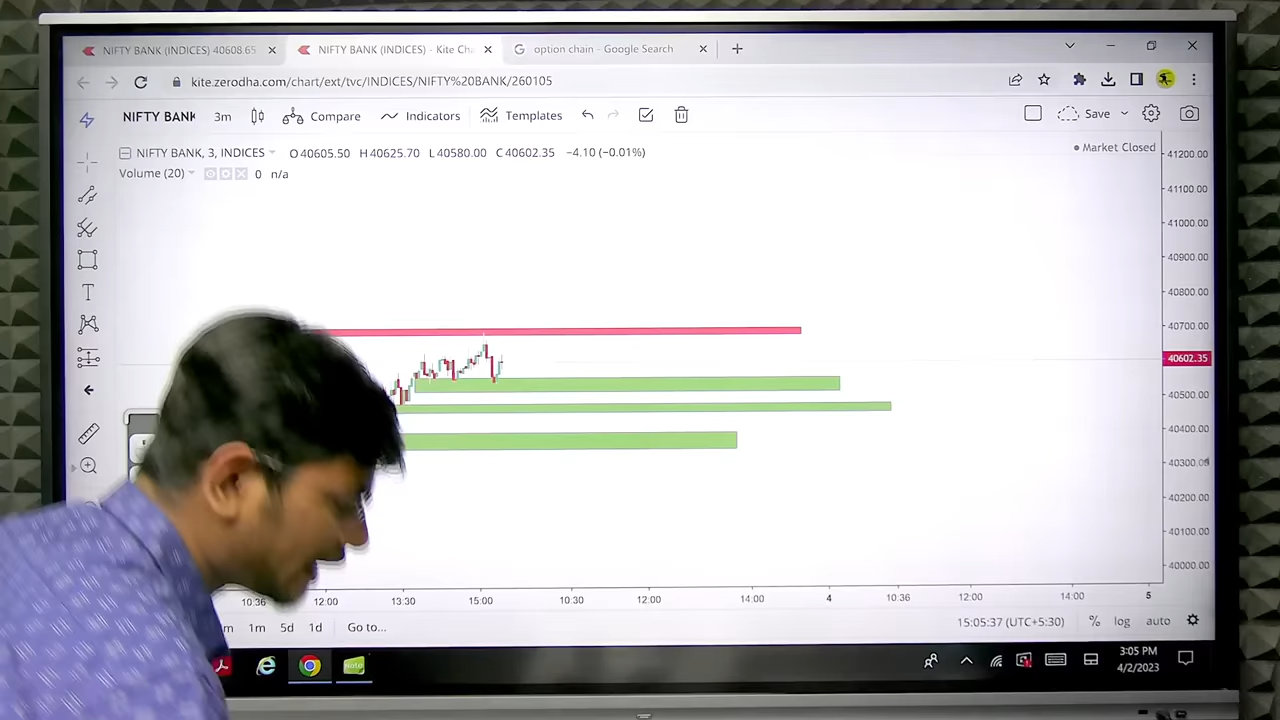 NIFTY BANK (INDICES) 40608.65
NIFTY BANK (INDICES) · Kite Cha
option chain - Google Search
kite.zerodha.com/chart/ext/tvc/INDICES/NIFTY%20BANK/260105
NIFTY BANK 3m Compare Indicators Templates Save
NIFTY BANK, 3, INDICES O40605.50 H40625.70 L40580.00 C40602.35 −4.10 (−0.01%)
Market Closed
Volume (20) 0 n/a
41200.00
41100.00
41000.00
40900.00
40800.00
40700.00
40602.35
40500.00
40400.00
40300.00
40200.00
40100.00
40000.00
10:36 12:00 13:30 15:00 10:30 12:00 14:00 4 10:36 12:00 14:00 5
1m 5d 1d Go to... 15:05:37 (UTC+5:30) % log auto
Note
3:05 PM
4/2/2023